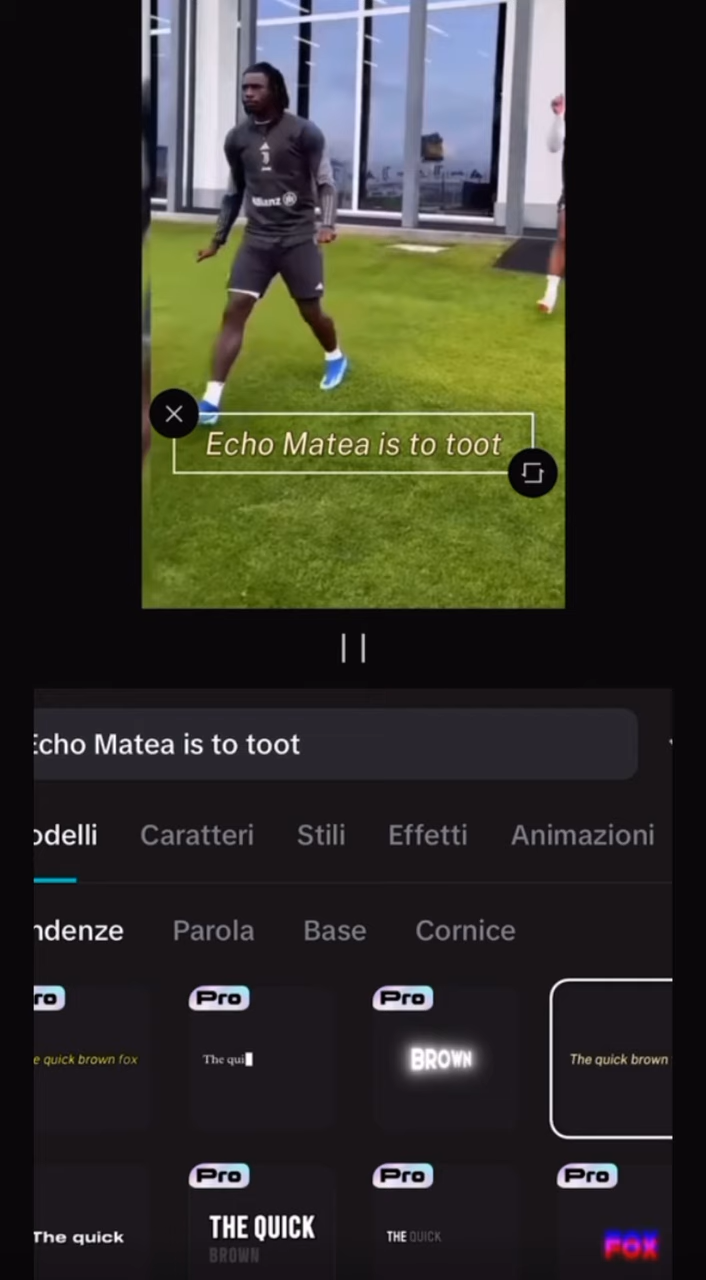 Allianz
Echo Matea is to toot
Echo Matea is to toot
odelli Caratteri Stili Effetti Animazioni
ndenze Parola Base Cornice
ro Pro Pro
e quick brown fox The qui BROWN The quick brown
Pro Pro Pro
The quick THE QUICK BROWN THE QUICK FOX